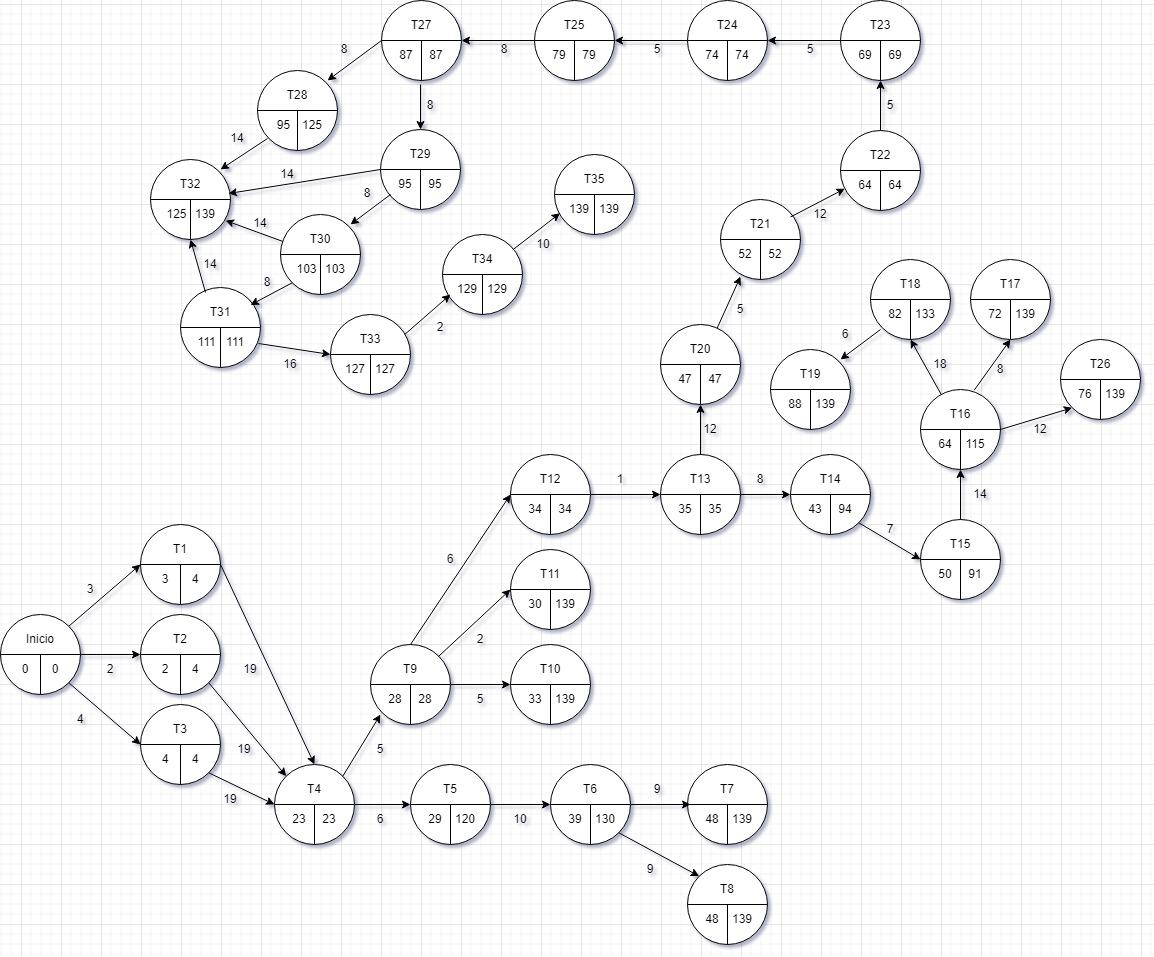 T27
87 87
T25
79 79
T24
74 74
T23
69 69
8
8
5
5
T28
95 125
8
5
14
T29
95 95
T22
64 64
14
8
T32
125 139
T35
139 139
12
T21
52 52
14
T30
103 103
10
14
8
T34
129 129
T18
82 133
T17
72 139
T31
111 111
5
2
T33
127 127
6
16
T20
47 47
18
8
T19
88 139
T26
76 139
T16
64 115
12
12
T12
34 34
1
T13
35 35
8
T14
43 94
14
7
T1
3 4
6
T11
30 139
T15
50 91
3
Inicio
0 0
T2
2 4
2
2
19
T9
28 28
T10
33 139
5
4
T3
4 4
19
5
19
T4
23 23
6
T5
29 120
10
T6
39 130
9
T7
48 139
9
T8
48 139